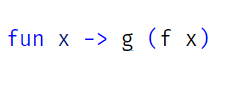 fun x -> g (f x)